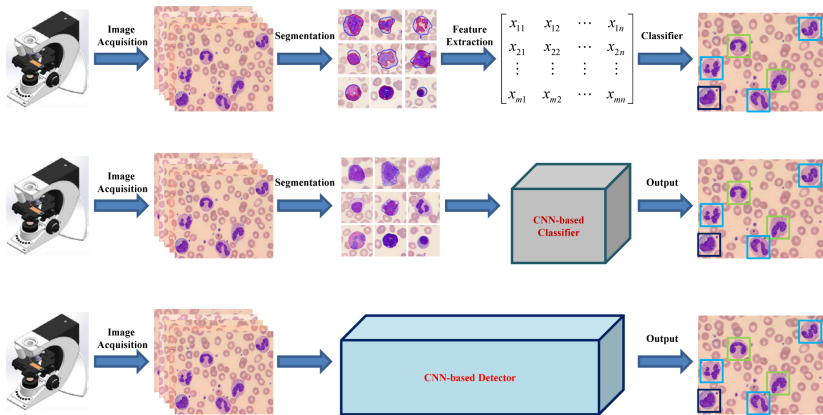 Image
Acquisition
Segmentation
Feature
Extraction
x11 x12 ⋯ x1n
x21 x22 ⋯ x2n
⋮ ⋮ ⋮ ⋮
xm1 xm2 ⋯ xmn
Classifier
Image
Acquisition
Segmentation
CNN-based
Classifier
Output
Image
Acquisition
CNN-based Detector
Output